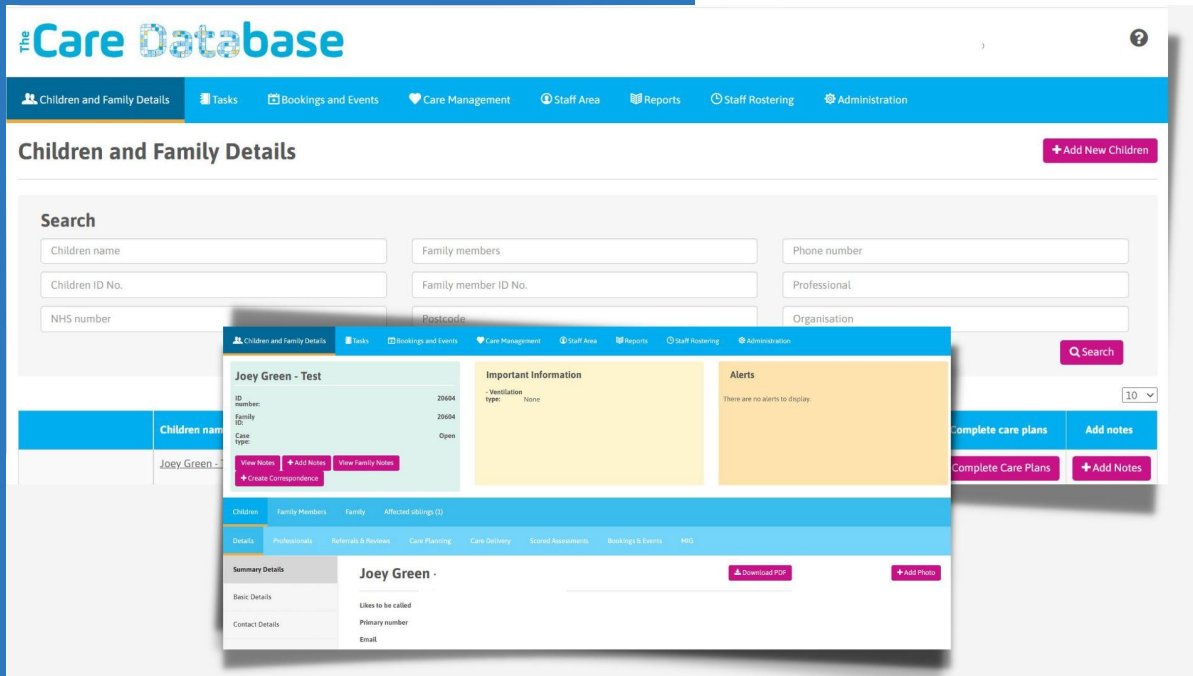 The Care Database
Children and Family Details Tasks Bookings and Events Care Management Staff Area Reports Staff Rostering Administration
Children and Family Details
+ Add New Children
Search
Children name Family members Phone number
Children ID No. Family member ID No. Professional
NHS number Postcode Organisation
Search
10
Children nam Complete care plans Add notes
Joey Green - Complete Care Plans + Add Notes
Children and Family Details Tasks Bookings and Events Care Management Staff Area Reports Staff Rostering Administration
Joey Green - Test
ID number: 20604
Family ID: 20604
Case type: Open
View Notes + Add Notes View Family Notes
+ Create Correspondence
Important Information
- Ventilation type: None
Alerts
There are no alerts to display.
Children Family Members Family Affected siblings (1)
Details Professionals Referrals & Reviews Care Planning Care Delivery Scored Assessments Bookings & Events MRG
Summary Details
Basic Details
Contact Details
Joey Green -
Download PDF
+ Add Photo
Likes to be called
Primary number
Email